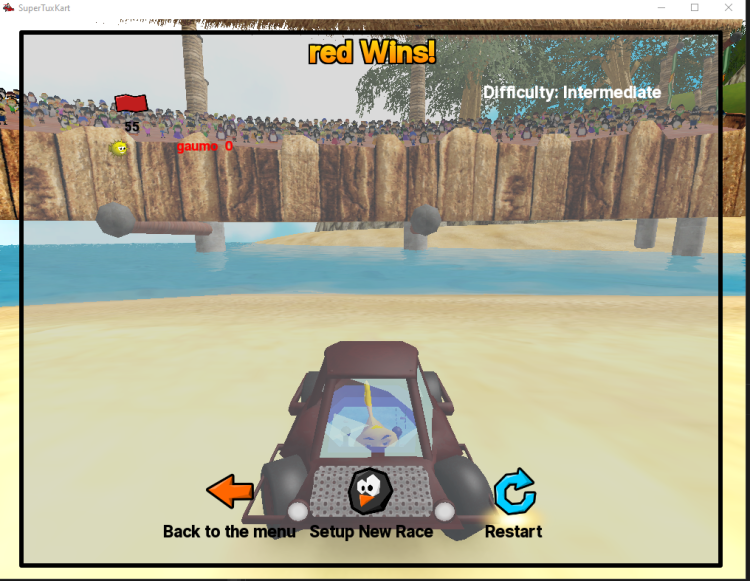 SuperTuxKart
red Wins!
Difficulty: Intermediate
55
gaume 0
Back to the menu
Setup New Race
Restart